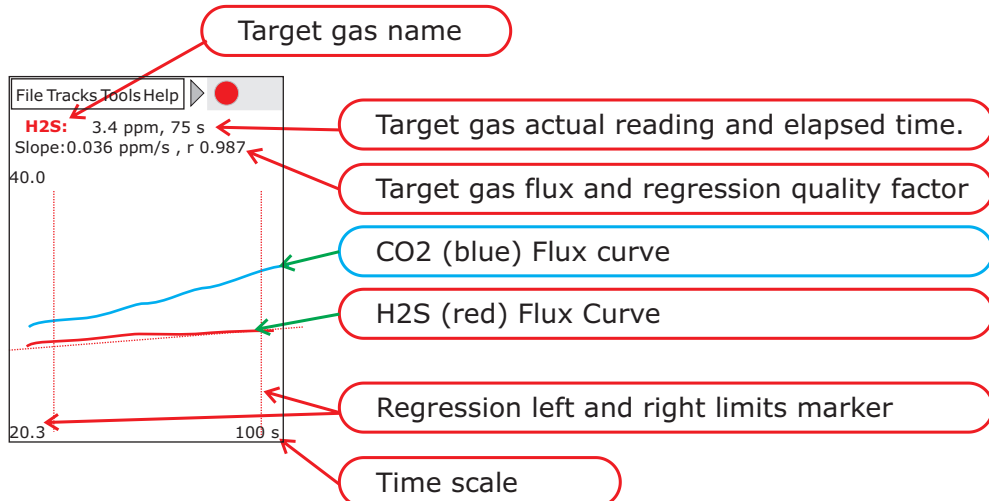 Target gas name
File Tracks Tools Help
H2S: 3.4 ppm, 75 s
Slope:0.036 ppm/s , r 0.987
40.0
Target gas actual reading and elapsed time.
Target gas flux and regression quality factor
CO2 (blue) Flux curve
H2S (red) Flux Curve
Regression left and right limits marker
20.3
100 s
Time scale